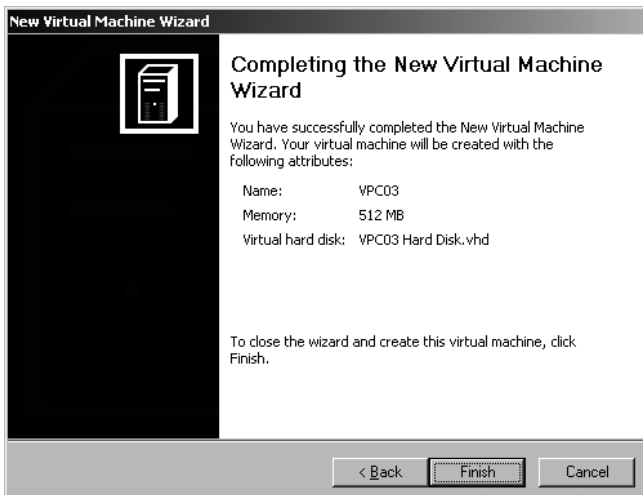 New Virtual Machine Wizard
Completing the New Virtual Machine
Wizard
You have successfully completed the New Virtual Machine
Wizard. Your virtual machine will be created with the
following attributes:
Name: VPC03
Memory: 512 MB
Virtual hard disk: VPC03 Hard Disk.vhd
To close the wizard and create this virtual machine, click
Finish.
< Back Finish Cancel